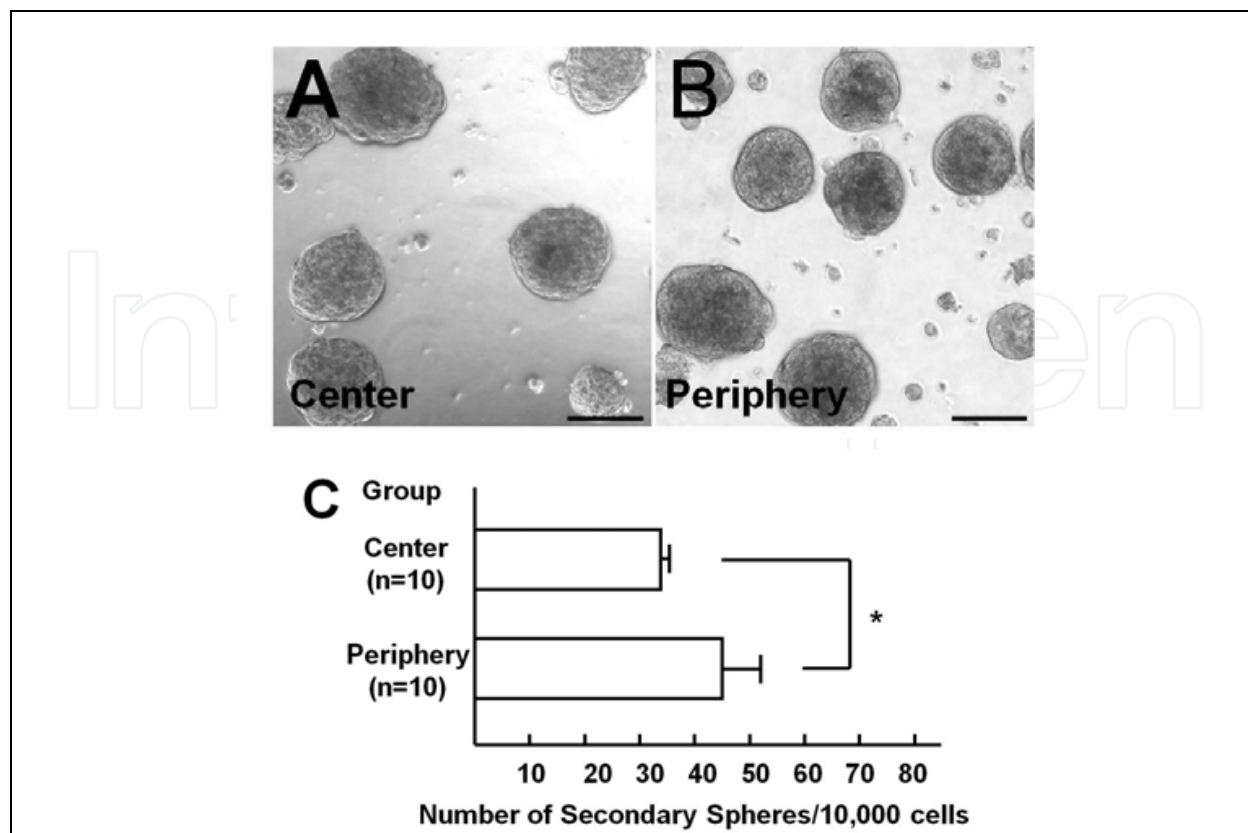 A
B
Center
Periphery
C
Group
Center
(n=10)
*
Periphery
(n=10)
10 20 30 40 50 60 70 80
Number of Secondary Spheres/10,000 cells